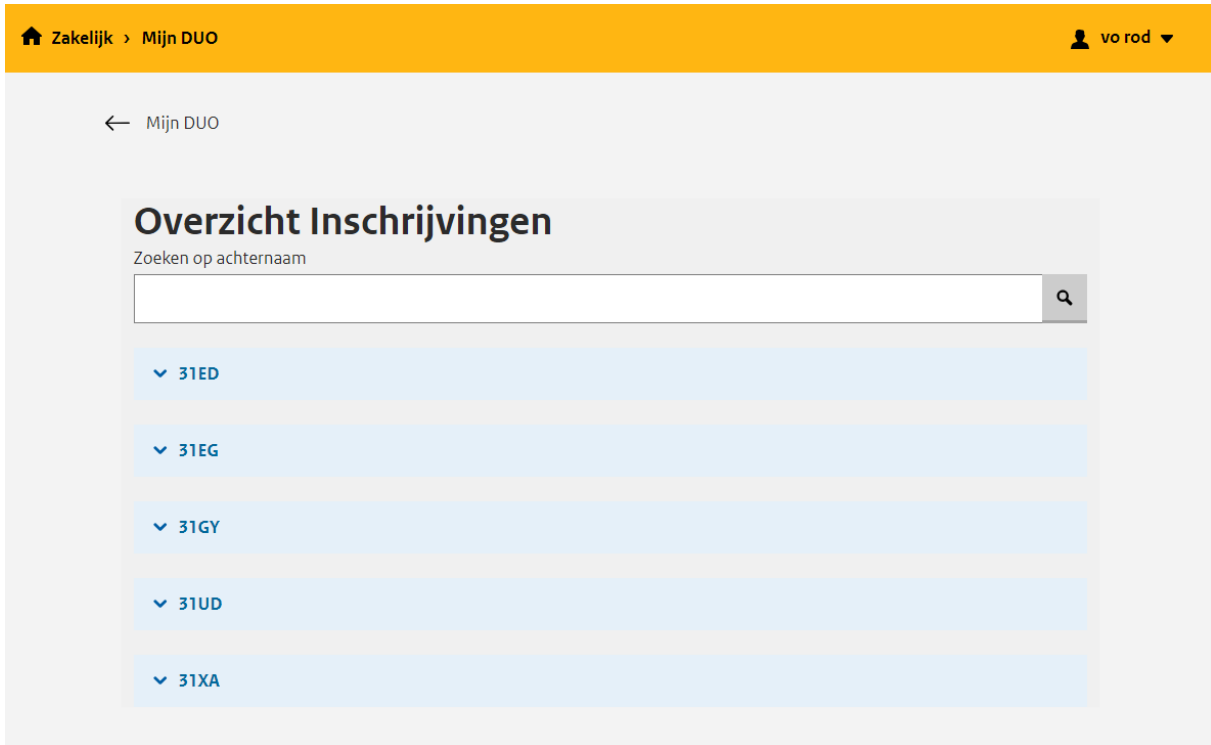 Zakelijk › Mijn DUO vo rod
Mijn DUO
Overzicht Inschrijvingen
Zoeken op achternaam
31ED
31EG
31GY
31UD
31XA